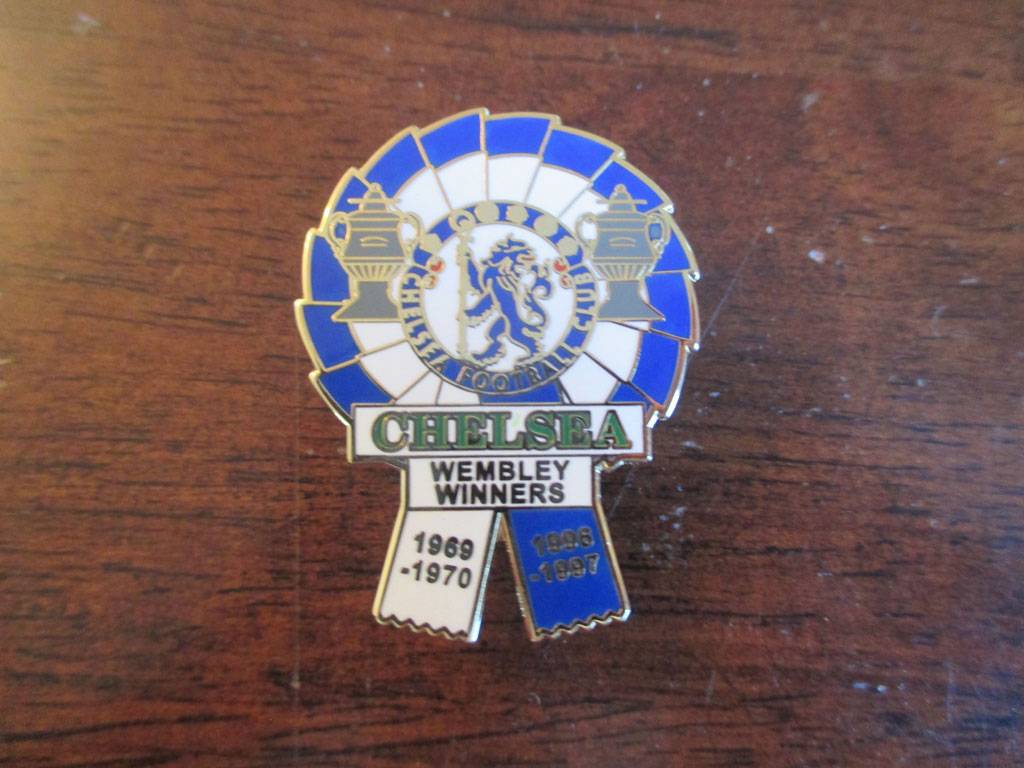 CHELSEA FOOTBALL CLUB
CHELSEA
WEMBLEY
WINNERS
1969
-1970
1996
-1997